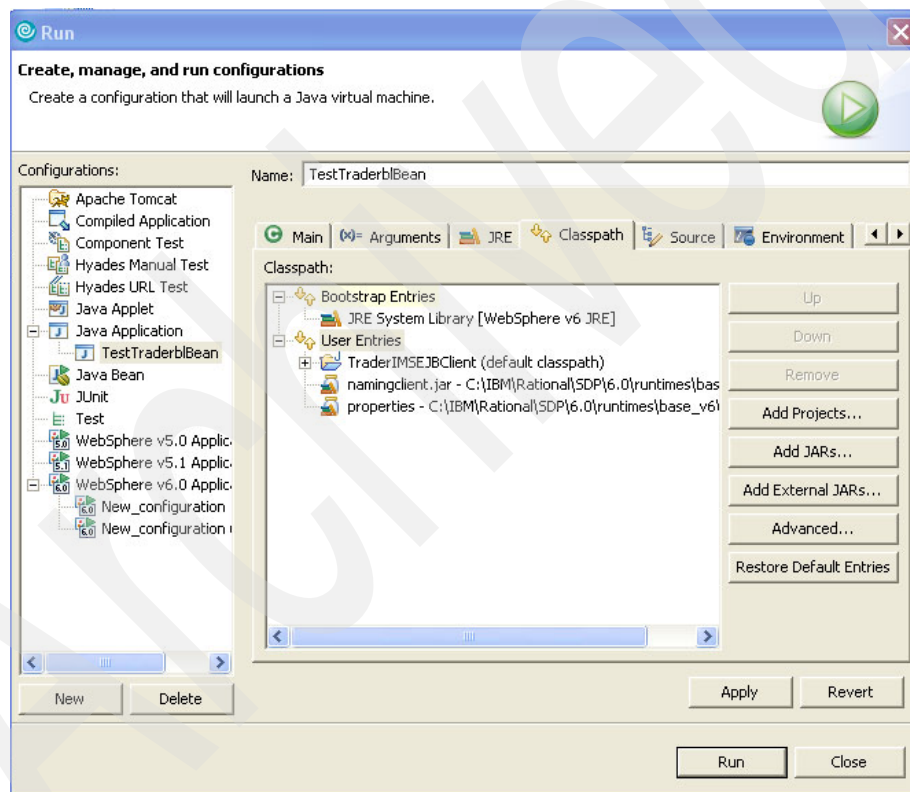 Run
Create, manage, and run configurations
Create a configuration that will launch a Java virtual machine.
Configurations:
Apache Tomcat
Compiled Application
Component Test
Hyades Manual Test
Hyades URL Test
Java Applet
Java Application
TestTraderblBean
Java Bean
JUnit
Test
WebSphere v5.0 Applic
WebSphere v5.1 Applic
WebSphere v6.0 Applic
New_configuration
New_configuration
New
Delete
Name: TestTraderblBean
Main (x)= Arguments JRE Classpath Source Environment
Classpath:
Bootstrap Entries
JRE System Library [WebSphere v6 JRE]
User Entries
TraderIMSEJBClient (default classpath)
namingclient.jar - C:\IBM\Rational\SDP\6.0\runtimes\bas
properties - C:\IBM\Rational\SDP\6.0\runtimes\base_v6\
Up
Down
Remove
Add Projects...
Add JARs...
Add External JARs...
Advanced...
Restore Default Entries
Apply
Revert
Run
Close